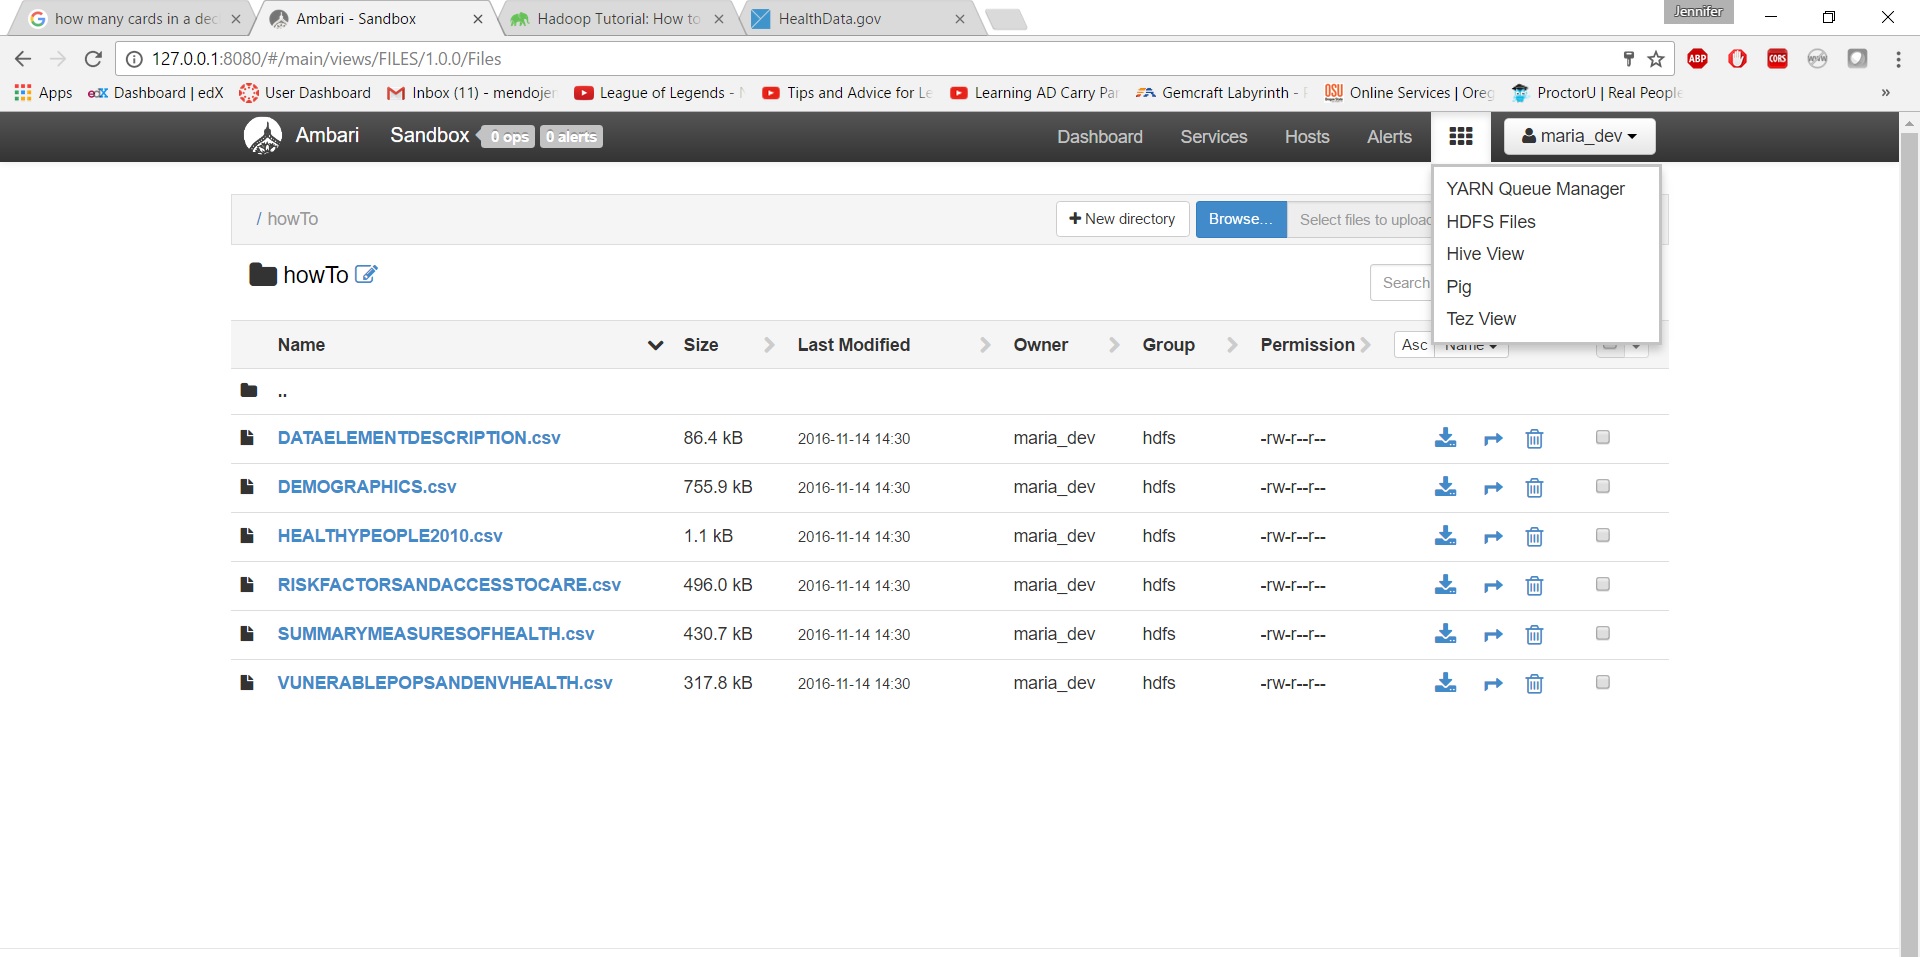 how many cards in a dec
Ambari - Sandbox
Hadoop Tutorial: How to
HealthData.gov
Jennifer
127.0.0.1:8080/#/main/views/FILES/1.0.0/Files
ABP
CORS
Apps
edX Dashboard | edX
User Dashboard
Inbox (11) - mendojen
League of Legends -
Tips and Advice for Le
Learning AD Carry Par
Gemcraft Labyrinth -
OSU Online Services | Oreg
ProctorU | Real People
»
Ambari Sandbox 0 ops 0 alerts Dashboard Services Hosts Alerts maria_dev
YARN Queue Manager
HDFS Files
Hive View
Pig
Tez View
/ howTo + New directory Browse... Select files to upload
howTo
Search
Name Size Last Modified Owner Group Permission Asc Name
..
DATAELEMENTDESCRIPTION.csv 86.4 kB 2016-11-14 14:30 maria_dev hdfs -rw-r--r--
DEMOGRAPHICS.csv 755.9 kB 2016-11-14 14:30 maria_dev hdfs -rw-r--r--
HEALTHYPEOPLE2010.csv 1.1 kB 2016-11-14 14:30 maria_dev hdfs -rw-r--r--
RISKFACTORSANDACCESSTOCARE.csv 496.0 kB 2016-11-14 14:30 maria_dev hdfs -rw-r--r--
SUMMARYMEASURESOFHEALTH.csv 430.7 kB 2016-11-14 14:30 maria_dev hdfs -rw-r--r--
VUNERABLEPOPSANDENVHEALTH.csv 317.8 kB 2016-11-14 14:30 maria_dev hdfs -rw-r--r--